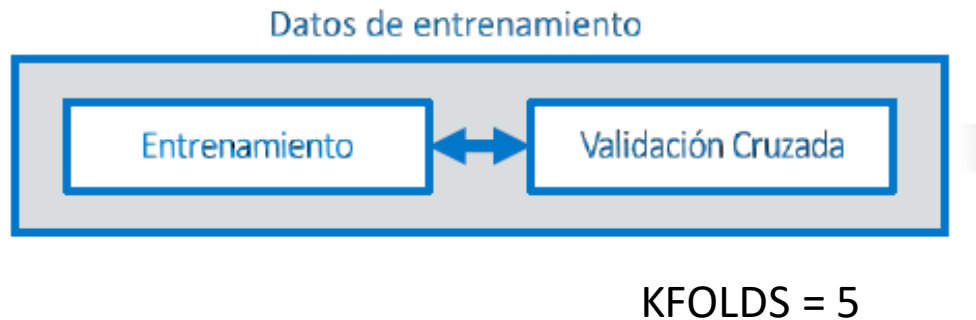 Datos de entrenamiento
Entrenamiento
Validación Cruzada
KFOLDS = 5